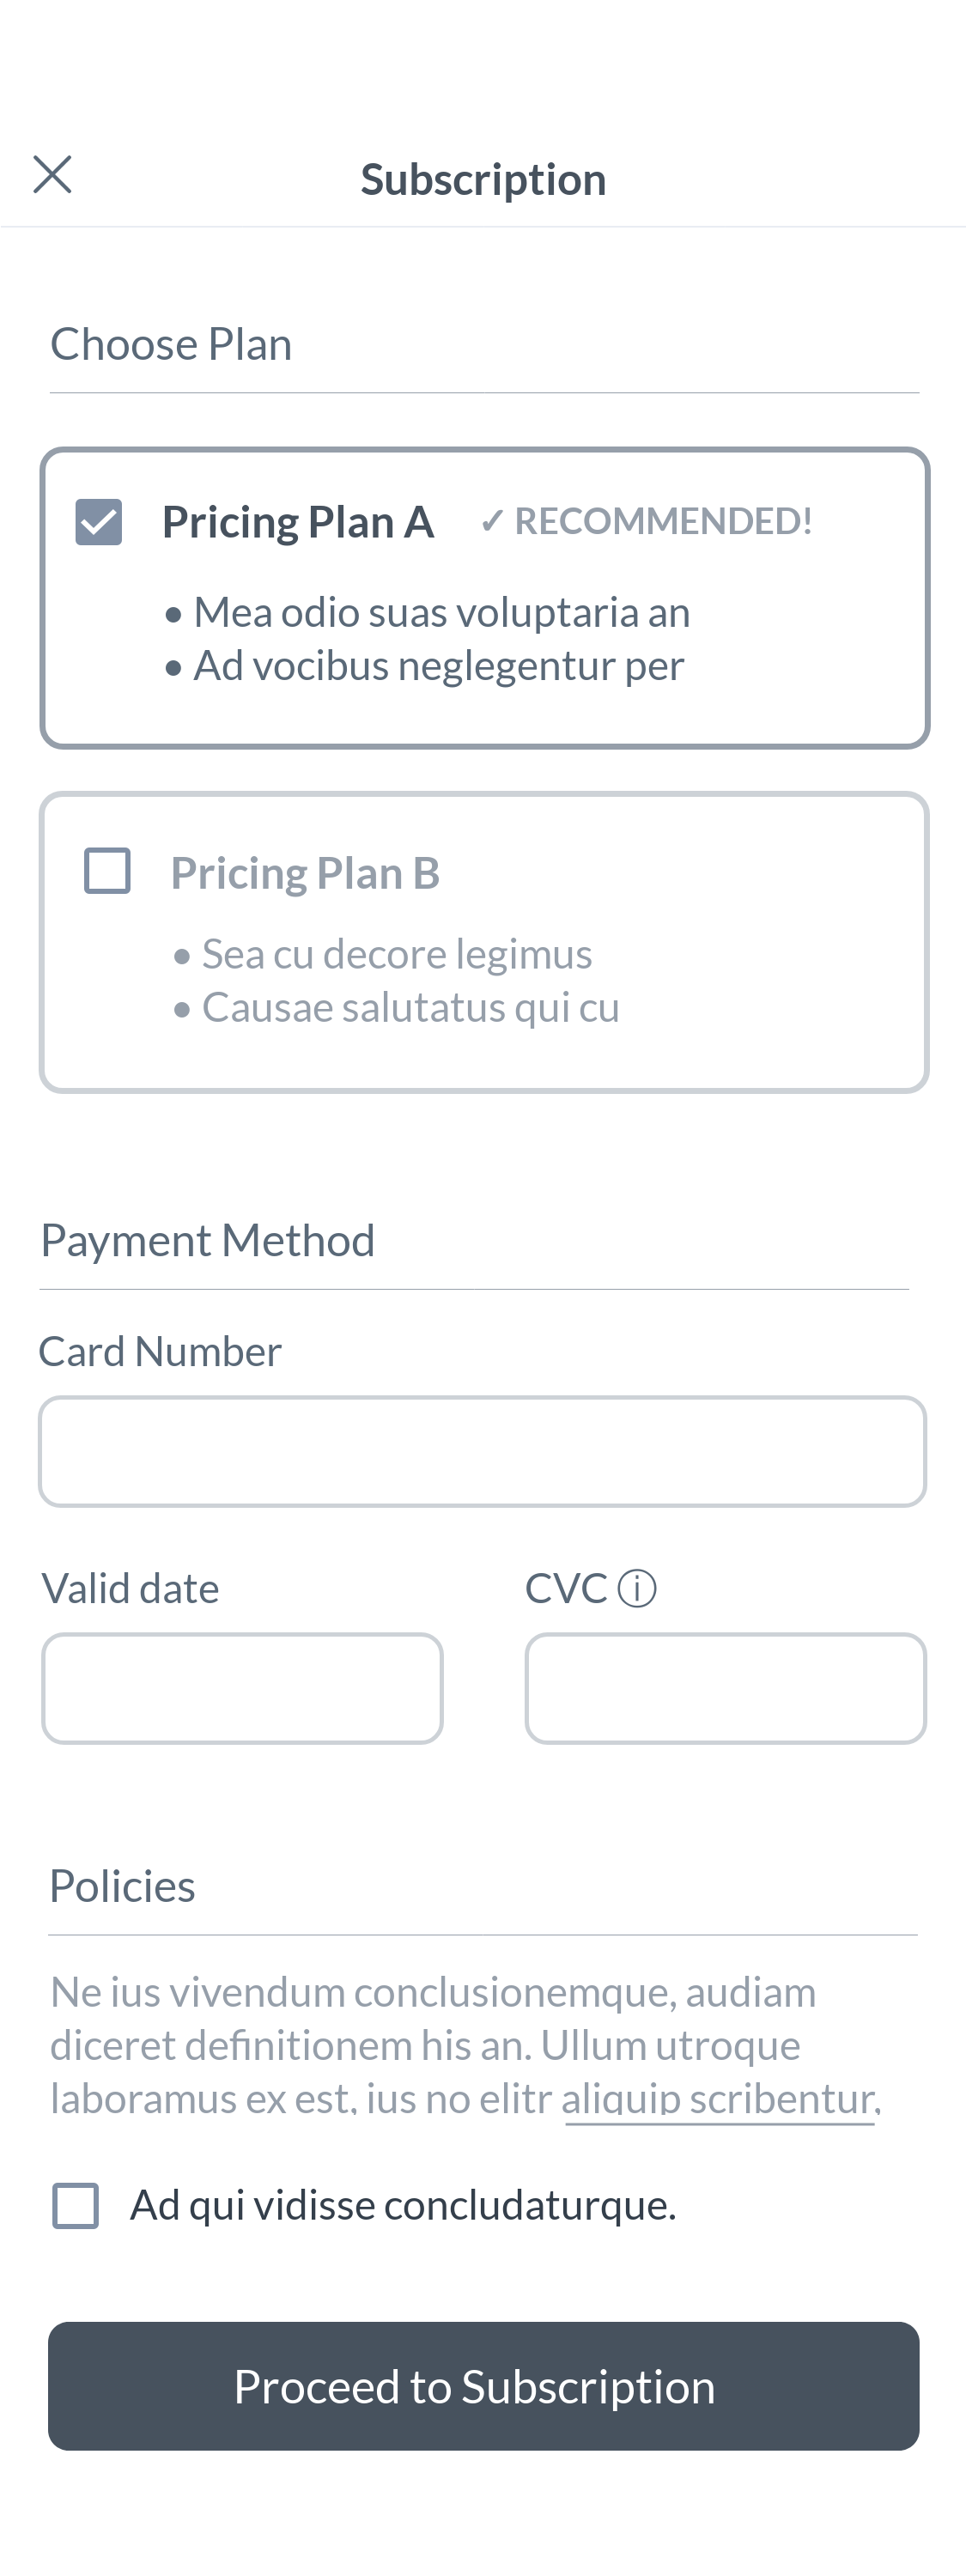 Subscription
Choose Plan
Pricing Plan A ✓ RECOMMENDED!
• Mea odio suas voluptaria an
• Ad vocibus neglegentur per
Pricing Plan B
• Sea cu decore legimus
• Causae salutatus qui cu
Payment Method
Card Number
Valid date CVC ⓘ
Policies
Ne ius vivendum conclusionemque, audiam
diceret definitionem his an. Ullum utroque
laboramus ex est, ius no elitr aliquip scribentur,
Ad qui vidisse concludaturque.
Proceed to Subscription